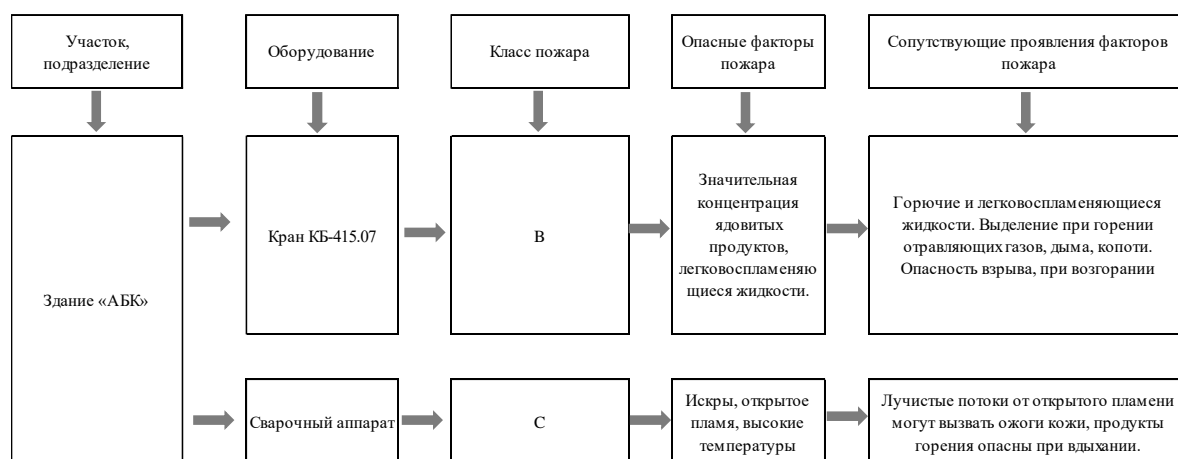 Участок,
подразделение
Оборудование
Класс пожара
Опасные факторы
пожара
Сопутствующие проявления факторов
пожара
Здание «АБК»
Кран КБ-415.07
В
Значительная
концентрация
ядовитых
продуктов,
легковоспламеняю
щиеся жидкости.
Горючие и легковоспламеняющиеся
жидкости. Выделение при горении
отравляющих газов, дыма, копоти.
Опасность взрыва, при возгорании
Сварочный аппарат
С
Искры, открытое
пламя, высокие
температуры
Лучистые потоки от открытого пламени
могут вызвать ожоги кожи, продукты
горения опасны при вдыхании.